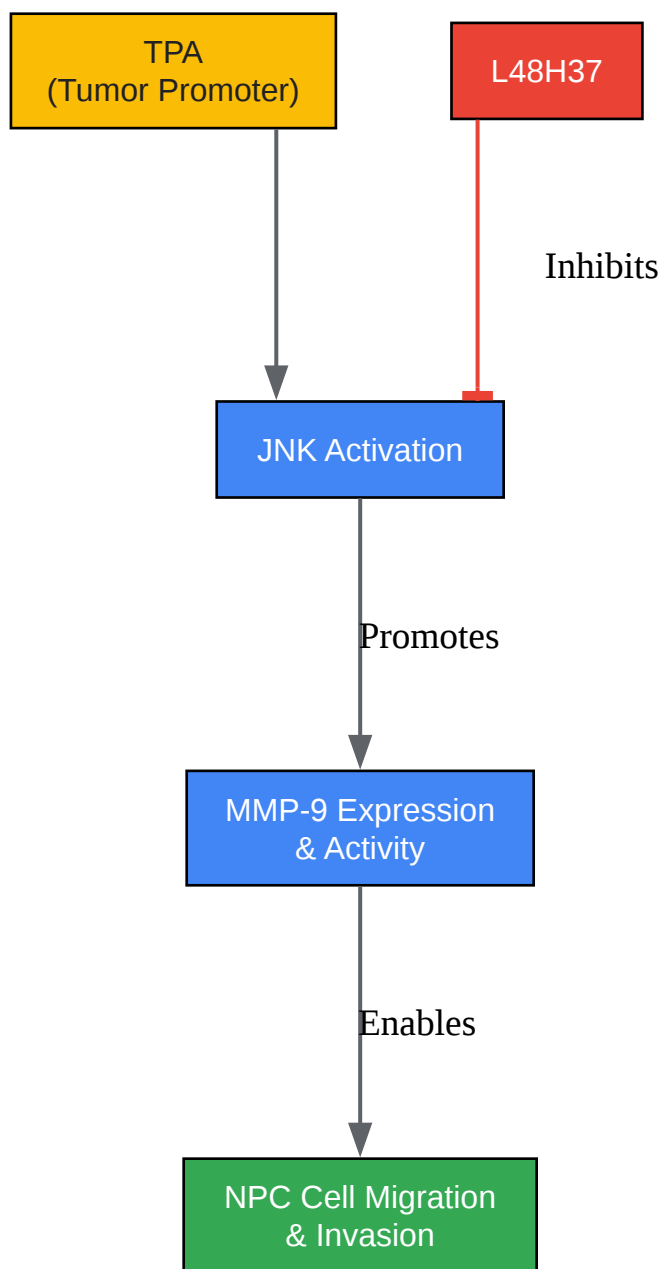 TPA
(Tumor Promoter)
L48H37
Inhibits
JNK Activation
Promotes
MMP-9 Expression
& Activity
Enables
NPC Cell Migration
& Invasion